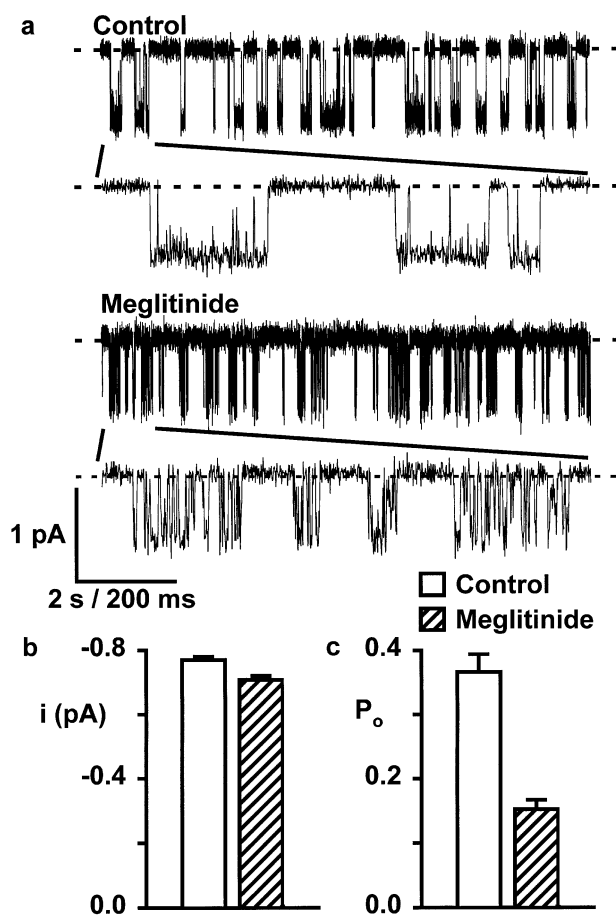 a
Control
Meglitinide
1 pA
2 s / 200 ms
Control
Meglitinide
b
-0.8
i (pA)
-0.4
0.0
c
0.4
Po
0.2
0.0